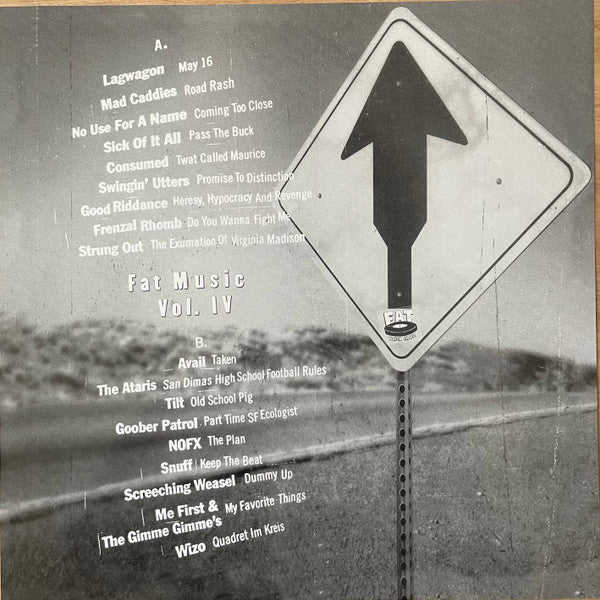 A.
Lagwagon May 16
Mad Caddies Road Rash
No Use For A Name Coming Too Close
Sick Of It All Pass The Buck
Consumed Twat Called Maurice
Swingin' Utters Promise To Distinction
Good Riddance Heresy, Hypocracy And Revenge
Frenzal Rhomb Do You Wanna Fight Me
Strung Out The Exumation Of Virginia Madison
Fat Music
Vol. IV
B.
Avail Taken
The Ataris San Dimas High School Football Rules
Tilt Old School Pig
Goober Patrol Part Time SF Ecologist
NOFX The Plan
Snuff Keep The Beat
Screeching Weasel Dummy Up
Me First & The Gimme Gimme's My Favorite Things
Wizo Quadret Im Kreis
FAT